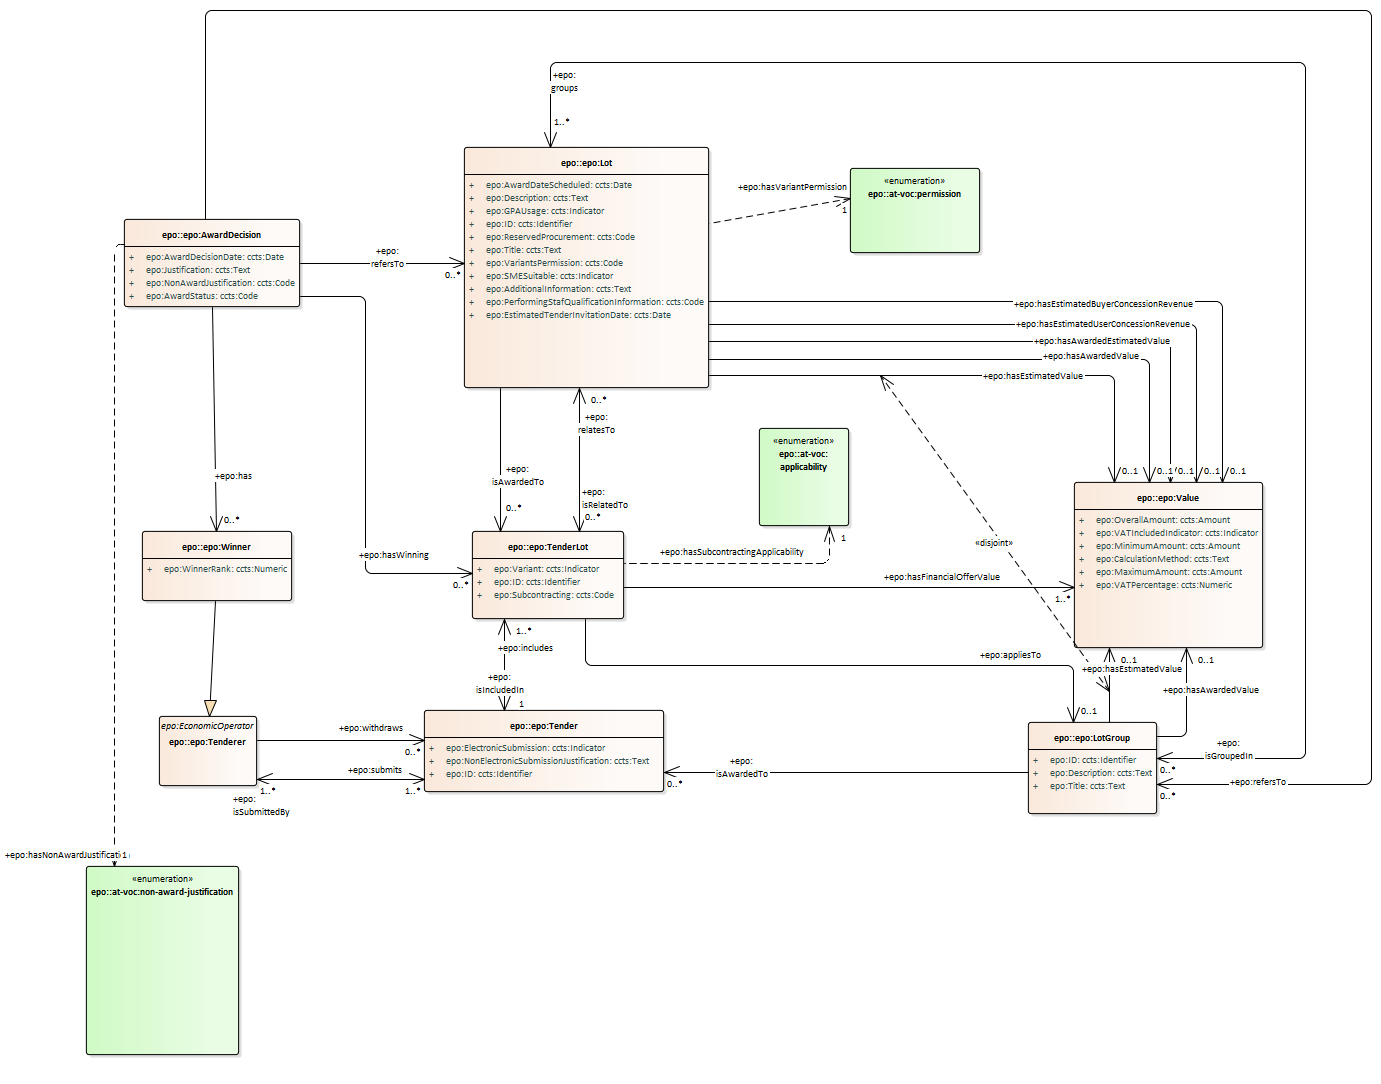 +epo:
groups
1..*
epo::epo:Lot
+ epo:AwardDateScheduled: ccts:Date
+ epo:Description: ccts:Text
+ epo:GPAUsage: ccts:Indicator
+ epo:ID: ccts:Identifier
+ epo:ReservedProcurement: ccts:Code
+ epo:Title: ccts:Text
+ epo:VariantsPermission: ccts:Code
+ epo:SMESuitable: ccts:Indicator
+ epo:AdditionalInformation: ccts:Text
+ epo:PerformingStafQualificationInformation: ccts:Code
+ epo:EstimatedTenderInvitationDate: ccts:Date
+epo:hasVariantPermission
1
«enumeration»
epo::at-voc:permission
epo::epo:AwardDecision
+ epo:AwardDecisionDate: ccts:Date
+ epo:Justification: ccts:Text
+ epo:NonAwardJustification: ccts:Code
+ epo:AwardStatus: ccts:Code
+epo:
refersTo
0..*
+epo:hasEstimatedBuyerConcessionRevenue
+epo:hasEstimatedUserConcessionRevenue
+epo:hasAwardedEstimatedValue
+epo:hasAwardedValue
+epo:hasEstimatedValue
0..*
+epo:
relatesTo
«enumeration»
epo::at-voc:
applicability
1
+epo:
isAwardedTo
0..*
+epo:
isRelatedTo
0..*
0..1
0..1
0..1
0..1
0..1
+epo:has
0..*
epo::epo:Value
+ epo:OverallAmount: ccts:Amount
+ epo:VATIncludedIndicator: ccts:Indicator
+ epo:MinimumAmount: ccts:Amount
+ epo:CalculationMethod: ccts:Text
+ epo:MaximumAmount: ccts:Amount
+ epo:VATPercentage: ccts:Numeric
«disjoint»
epo::epo:Winner
+ epo:WinnerRank: ccts:Numeric
+epo:hasWinning
0..*
epo::epo:TenderLot
+ epo:Variant: ccts:Indicator
+ epo:ID: ccts:Identifier
+ epo:Subcontracting: ccts:Code
+epo:hasSubcontractingApplicability
+epo:hasFinancialOfferValue
1..*
1..*
+epo:includes
+epo:
isIncludedIn
1
+epo:appliesTo
0..1
0..1
+epo:hasEstimatedValue
0..1
+epo:hasAwardedValue
epo:EconomicOperator
epo::epo:Tenderer
+epo:withdraws
0..*
+epo:submits
1..*
1..*
+epo:
isSubmittedBy
epo::epo:Tender
+ epo:ElectronicSubmission: ccts:Indicator
+ epo:NonElectronicSubmissionJustification: ccts:Text
+ epo:ID: ccts:Identifier
+epo:
isAwardedTo
0..*
epo::epo:LotGroup
+ epo:ID: ccts:Identifier
+ epo:Description: ccts:Text
+ epo:Title: ccts:Text
+epo:
isGroupedIn
0..*
+epo:refersTo
0..*
+epo:hasNonAwardJustificati
1
«enumeration»
epo::at-voc:non-award-justification